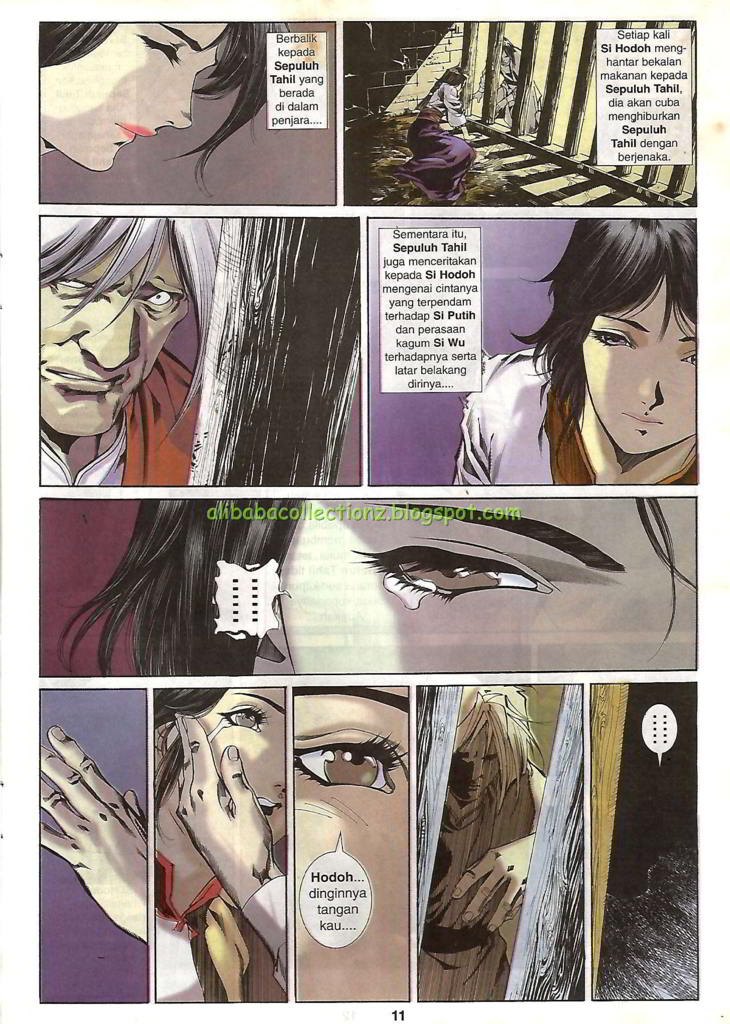 Berbalik
kepada
Sepuluh
Tahil yang
berada
di dalam
penjara....
Setiap kali
Si Hodoh meng-
hantar bekalan
makanan kepada
Sepuluh Tahil,
dia akan cuba
menghiburkan
Sepuluh
Tahil dengan
berjenaka.
Sementara itu,
Sepuluh Tahil
juga menceritakan
kepada Si Hodoh
mengenai cintanya
yang terpendam
terhadap Si Putih
dan perasaan
kagum Si Wu
terhadapnya serta
latar belakang
dirinya....
alibabacollectionz.blogspot.com
Hodoh...
dinginnya
tangan
kau....
11